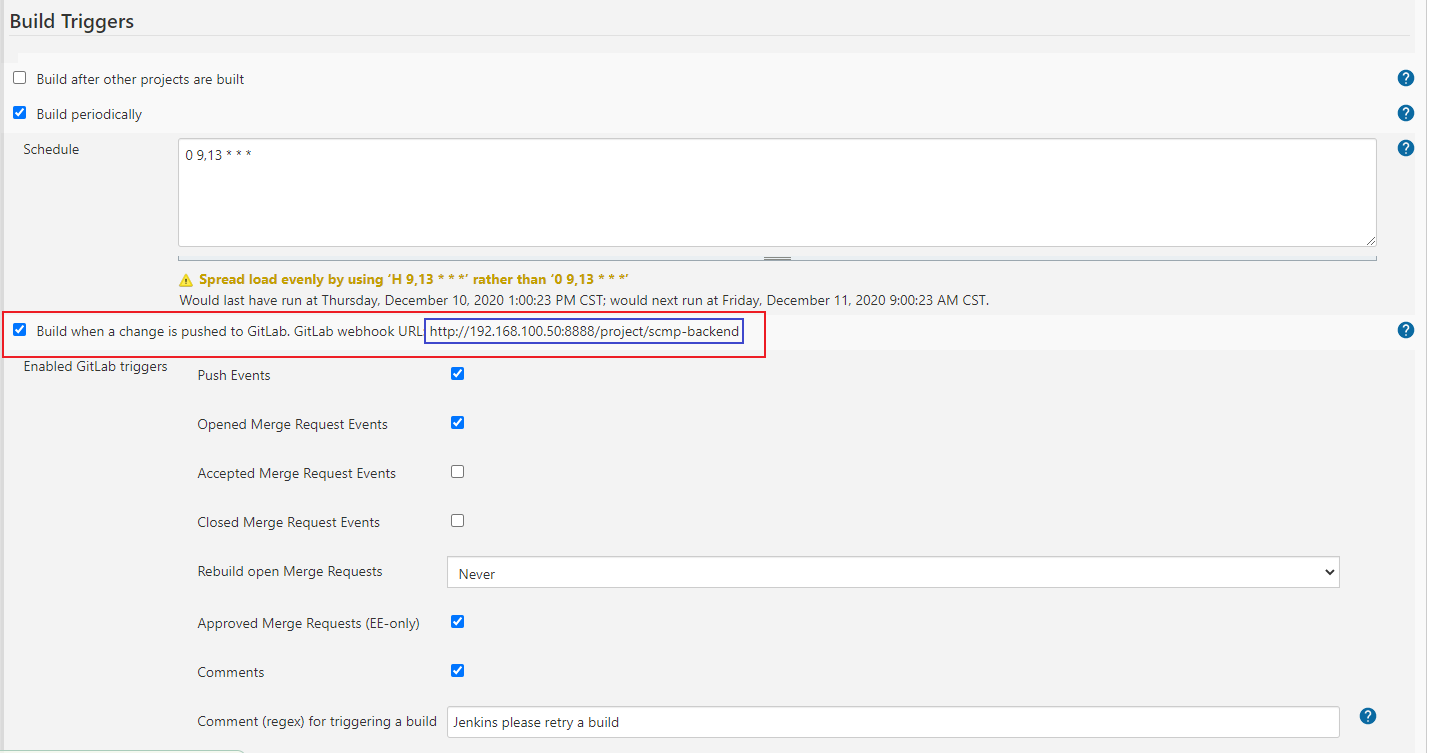 Build Triggers
Build after other projects are built
?
Build periodically
?
Schedule
0 9,13 * * *
?
Spread load evenly by using ‘H 9,13 * * *’ rather than ‘0 9,13 * * *’
Would last have run at Thursday, December 10, 2020 1:00:23 PM CST; would next run at Friday, December 11, 2020 9:00:23 AM CST.
Build when a change is pushed to GitLab. GitLab webhook URL: http://192.168.100.50:8888/project/scmp-backend
?
Enabled GitLab triggers
Push Events
Opened Merge Request Events
Accepted Merge Request Events
Closed Merge Request Events
Rebuild open Merge Requests
Never
Approved Merge Requests (EE-only)
Comments
Comment (regex) for triggering a build
Jenkins please retry a build
?